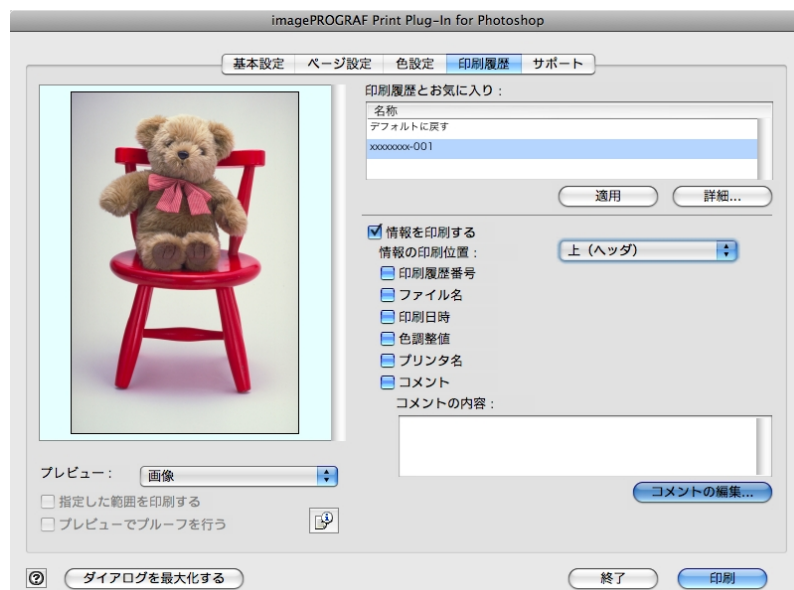 imagePROGRAF Print Plug-In for Photoshop
基本設定 ページ設定 色設定 印刷履歴 サポート
印刷履歴とお気に入り：
名称
デフォルトに戻す
xxxxxxxx-001
適用 詳細...
情報を印刷する
情報の印刷位置： 上（ヘッダ）
印刷履歴番号
ファイル名
印刷日時
色調整値
プリンタ名
コメント
コメントの内容：
コメントの編集...
プレビュー： 画像
指定した範囲を印刷する
プレビューでプルーフを行う
ダイアログを最大化する 終了 印刷